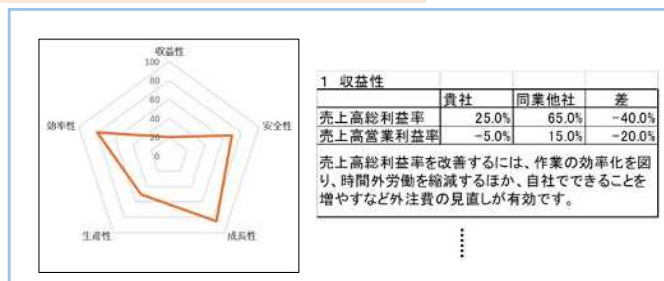 収益性
100
80
60
40
20
0
効率性
安全性
生産性
成長性
1 収益性
貴社 同業他社 差
売上高総利益率 25.0% 65.0% −40.0%
売上高営業利益率 −5.0% 15.0% −20.0%
売上高総利益率を改善するには、作業の効率化を図
り、時間外労働を縮減するほか、自社でできることを
増やすなど外注費の見直しが有効です。